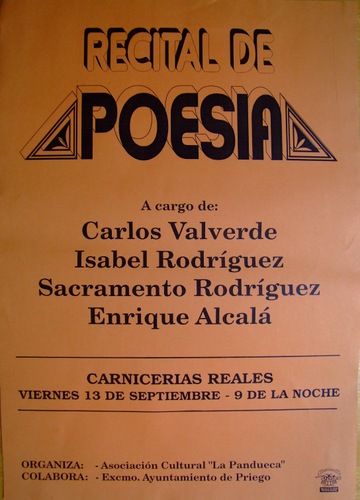 RECITAL DE
POESIA
A cargo de:
Carlos Valverde
Isabel Rodríguez
Sacramento Rodríguez
Enrique Alcalá
CARNICERIAS REALES
VIERNES 13 DE SEPTIEMBRE - 9 DE LA NOCHE
ORGANIZA: - Asociación Cultural "La Pandueca"
COLABORA: - Excmo. Ayuntamiento de Priego